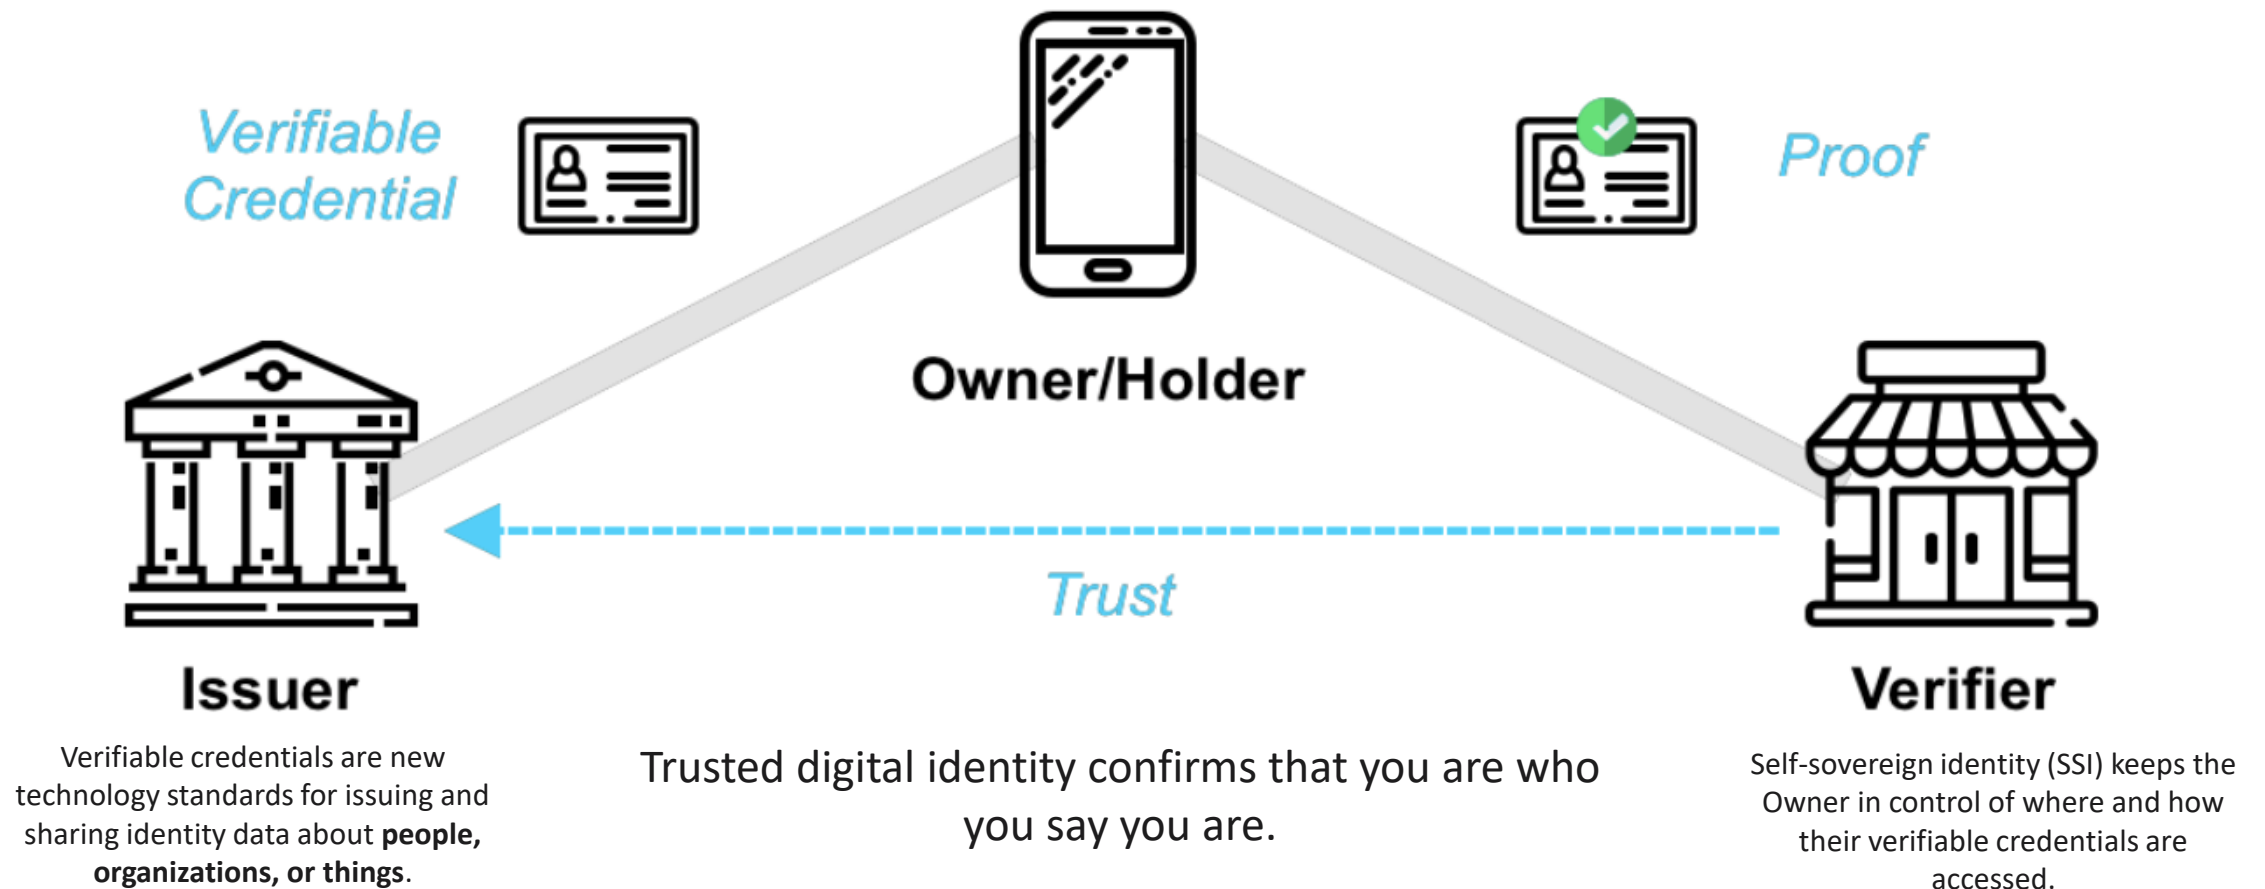 Verifiable
Credential
Proof
Owner/Holder
Trust
Issuer
Verifier
Verifiable credentials are new
technology standards for issuing and
sharing identity data about people,
organizations, or things.
Trusted digital identity confirms that you are who
you say you are.
Self-sovereign identity (SSI) keeps the
Owner in control of where and how
their verifiable credentials are
accessed.